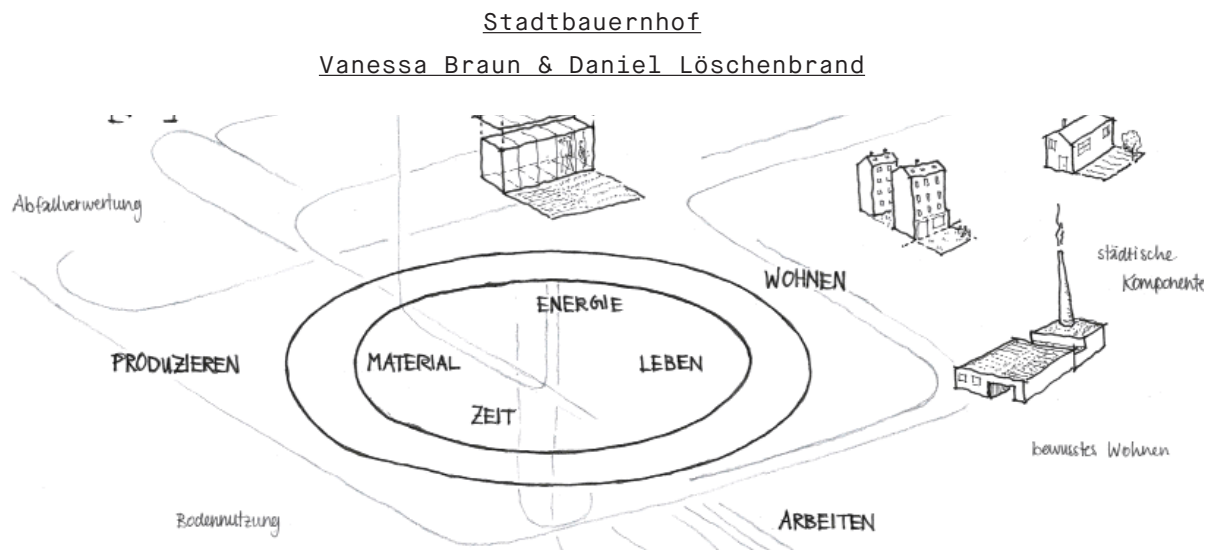 Stadtbauernhof
Vanessa Braun & Daniel Löschenbrand
Abfallverwertung
städtische
Komponente
WOHNEN
ENERGIE
PRODUZIEREN
MATERIAL
LEBEN
ZEIT
bewusstes Wohnen
Bodennutzung
ARBEITEN